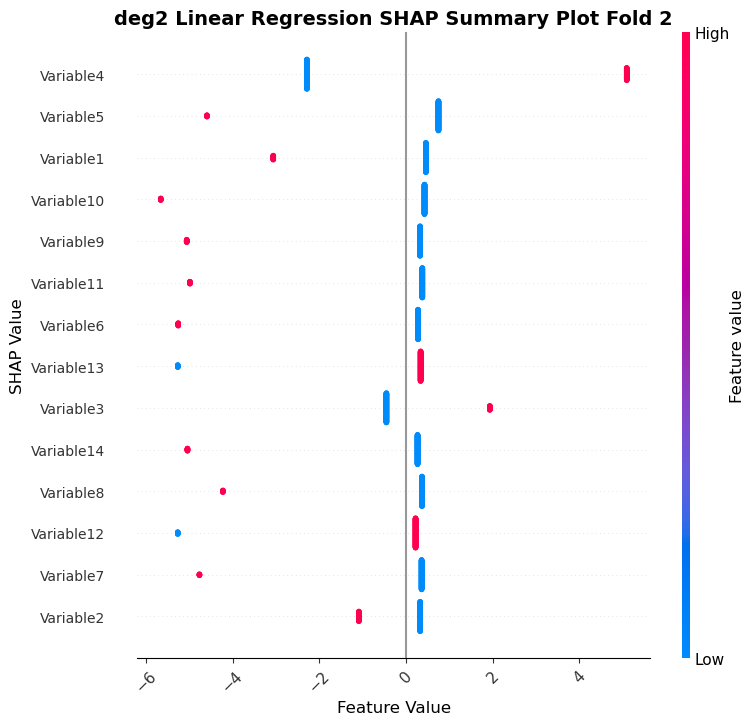 deg2 Linear Regression SHAP Summary Plot Fold 2
High
Variable4
Variable5
Variable1
Variable10
Variable9
Variable11
Variable6
Variable13
Variable3
Variable14
Variable8
Variable12
Variable7
Variable2
SHAP Value
Feature value
Low
−6
−4
−2
0
2
4
Feature Value